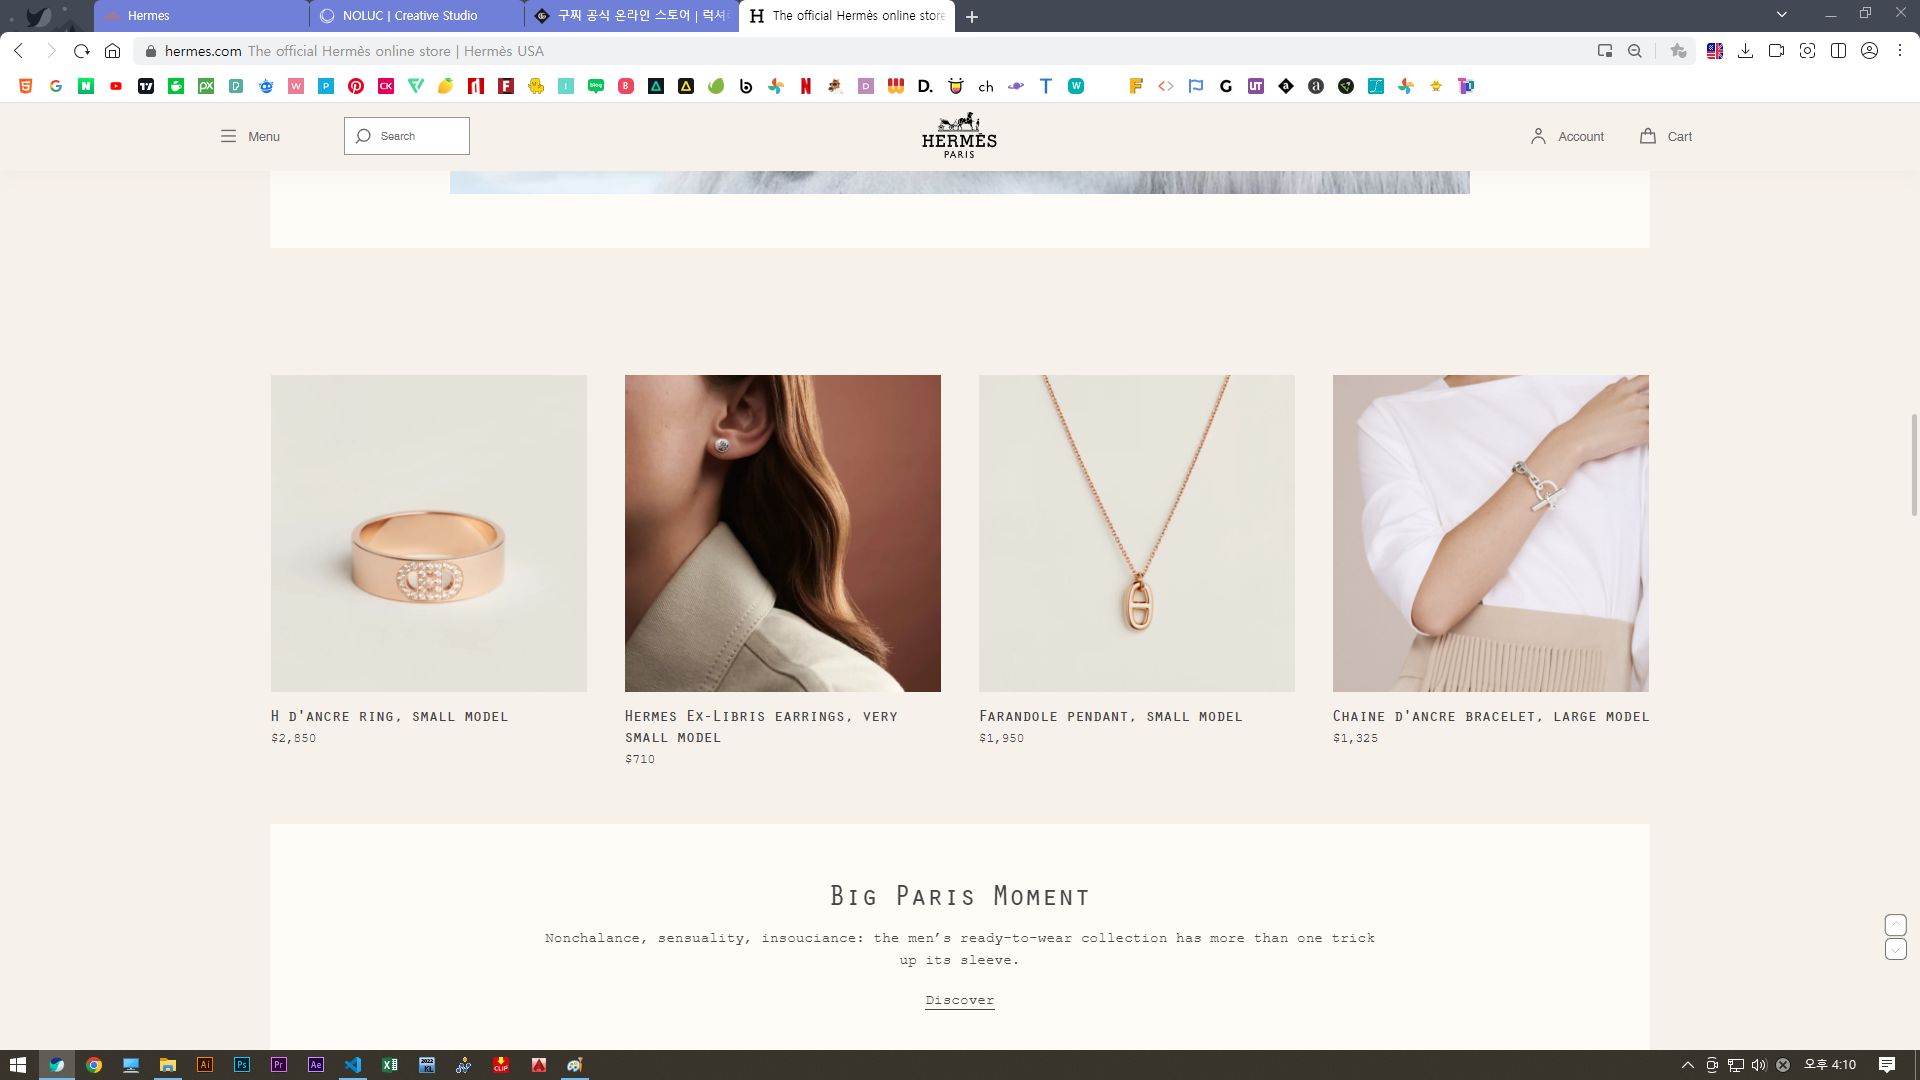 Hermes
NOLUC | Creative Studio
구찌 공식 온라인 스토어 | 럭셔
The official Hermès online store
hermes.com The official Hermès online store | Hermès USA
Menu
Search
HERMÈS
PARIS
Account
Cart
H d'ancre ring, small model
$2,850
Hermes Ex-Libris earrings, very
small model
$710
Farandole pendant, small model
$1,950
Chaine d'ancre bracelet, large model
$1,325
Big Paris Moment
Nonchalance, sensuality, insouciance: the men’s ready-to-wear collection has more than one trick
up its sleeve.
Discover
오후 4:10